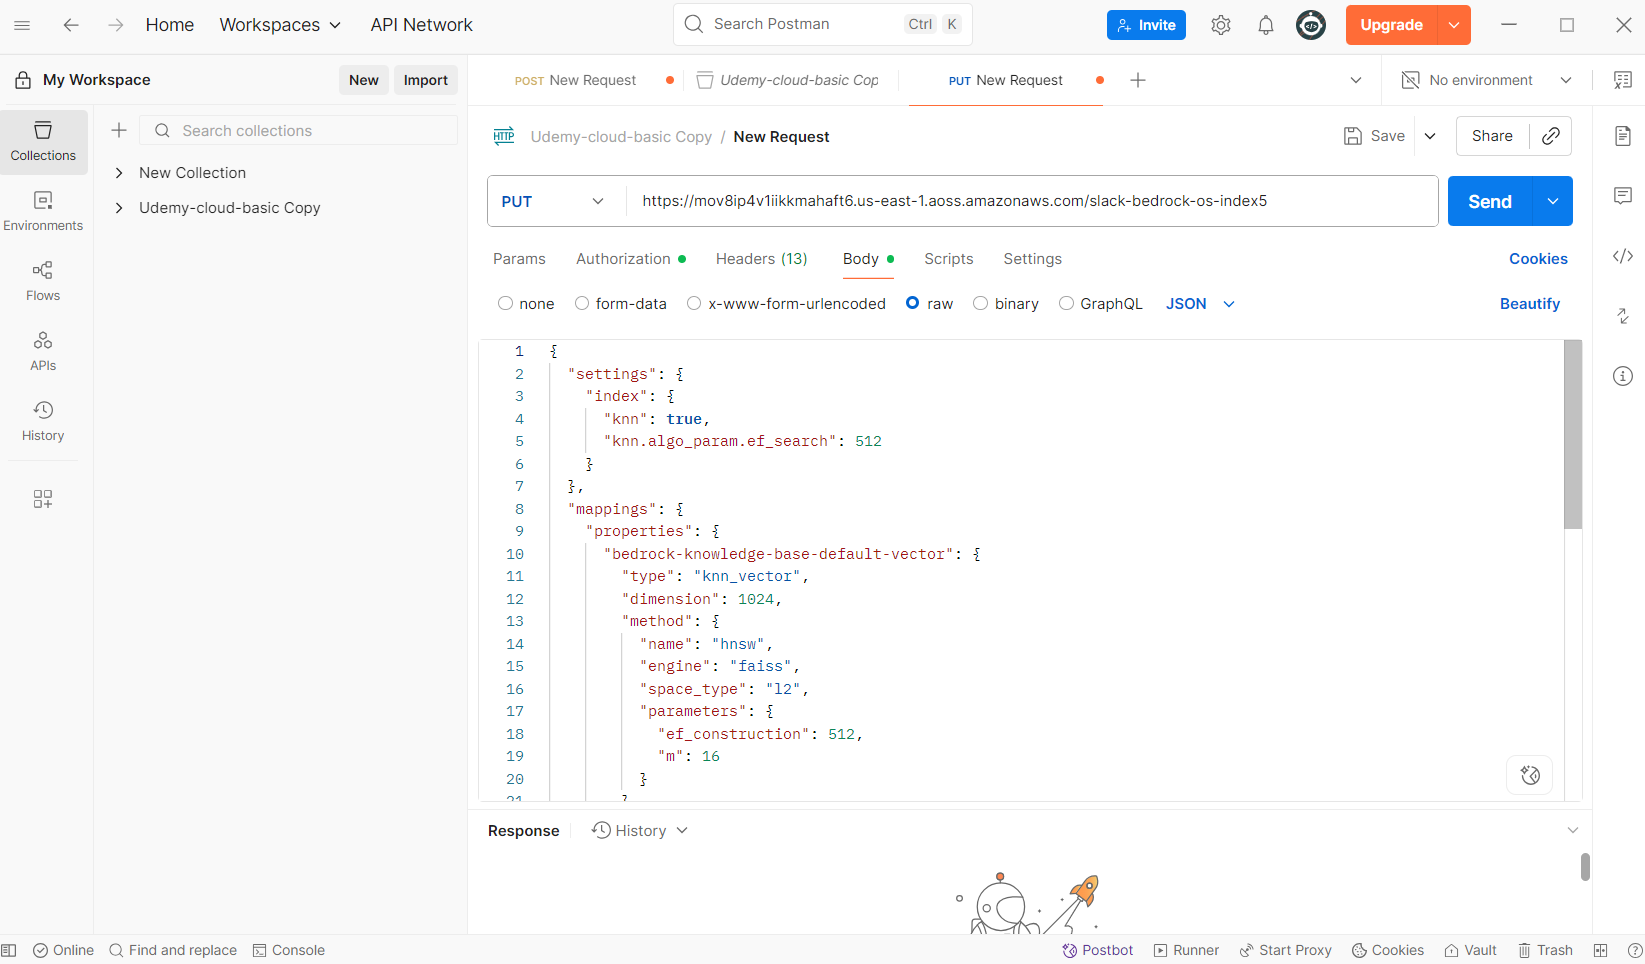 Home Workspaces API Network Search Postman Ctrl K Invite Upgrade
My Workspace New Import POST New Request Udemy-cloud-basic Cop PUT New Request No environment
Collections
Environments
Flows
APIs
History
Search collections
New Collection
Udemy-cloud-basic Copy
HTTP Udemy-cloud-basic Copy / New Request Save Share
PUT https://mov8ip4v1iikkmahaft6.us-east-1.aoss.amazonaws.com/slack-bedrock-os-index5 Send
Params Authorization Headers (13) Body Scripts Settings Cookies
none form-data x-www-form-urlencoded raw binary GraphQL JSON Beautify
1 {
2 "settings": {
3 "index": {
4 "knn": true,
5 "knn.algo_param.ef_search": 512
6 }
7 },
8 "mappings": {
9 "properties": {
10 "bedrock-knowledge-base-default-vector": {
11 "type": "knn_vector",
12 "dimension": 1024,
13 "method": {
14 "name": "hnsw",
15 "engine": "faiss",
16 "space_type": "l2",
17 "parameters": {
18 "ef_construction": 512,
19 "m": 16
20 }
21 }
Response History
Online Find and replace Console Postbot Runner Start Proxy Cookies Vault Trash